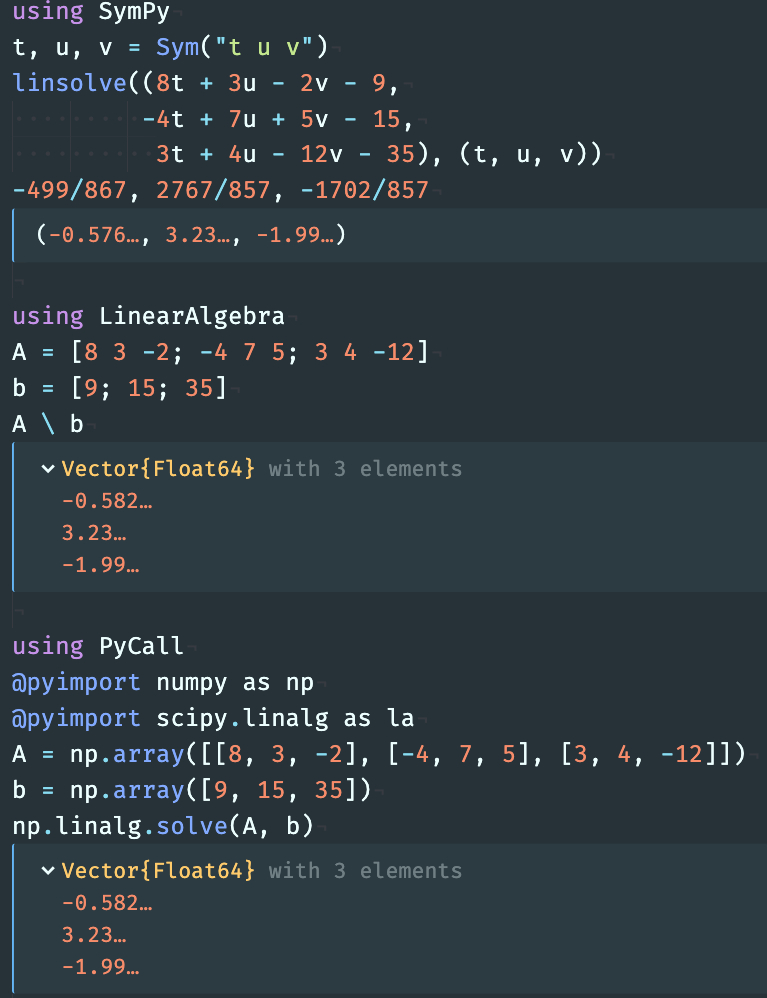 using SymPy
t, u, v = Sym("t u v")
linsolve((8t + 3u - 2v - 9,
-4t + 7u + 5v - 15,
3t + 4u - 12v - 35), (t, u, v))
-499/867, 2767/857, -1702/857
(-0.576…, 3.23…, -1.99…)
using LinearAlgebra
A = [8 3 -2; -4 7 5; 3 4 -12]
b = [9; 15; 35]
A \ b
Vector{Float64} with 3 elements
-0.582…
3.23…
-1.99…
using PyCall
@pyimport numpy as np
@pyimport scipy.linalg as la
A = np.array([[8, 3, -2], [-4, 7, 5], [3, 4, -12]])
b = np.array([9, 15, 35])
np.linalg.solve(A, b)
Vector{Float64} with 3 elements
-0.582…
3.23…
-1.99…